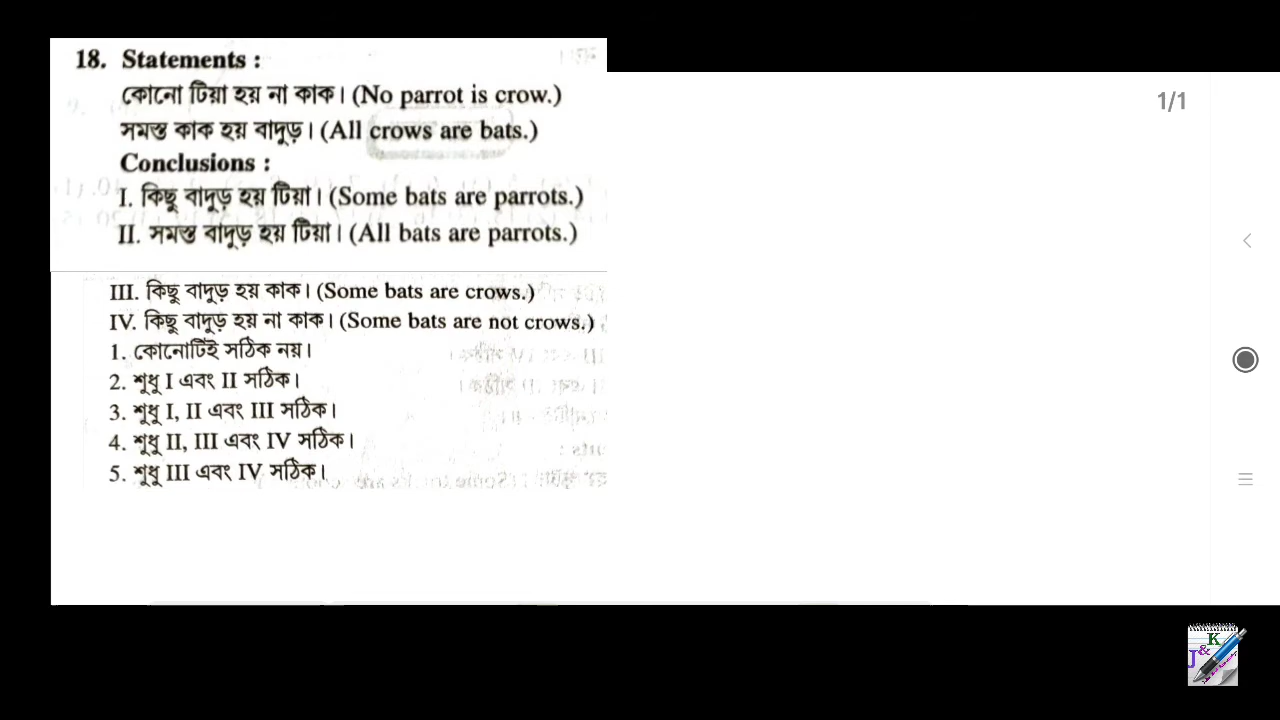 18. Statements :
কোনো টিয়া হয় না কাক। (No parrot is crow.)
সমস্ত কাক হয় বাদুড়। (All crows are bats.)
Conclusions :
I. কিছু বাদুড় হয় টিয়া। (Some bats are parrots.)
II. সমস্ত বাদুড় হয় টিয়া। (All bats are parrots.)
III. কিছু বাদুড় হয় কাক। (Some bats are crows.)
IV. কিছু বাদুড় হয় না কাক। (Some bats are not crows.)
1. কোনোটিই সঠিক নয়।
2. শুধু I এবং II সঠিক।
3. শুধু I, II এবং III সঠিক।
4. শুধু II, III এবং IV সঠিক।
5. শুধু III এবং IV সঠিক।
1/1
J&K